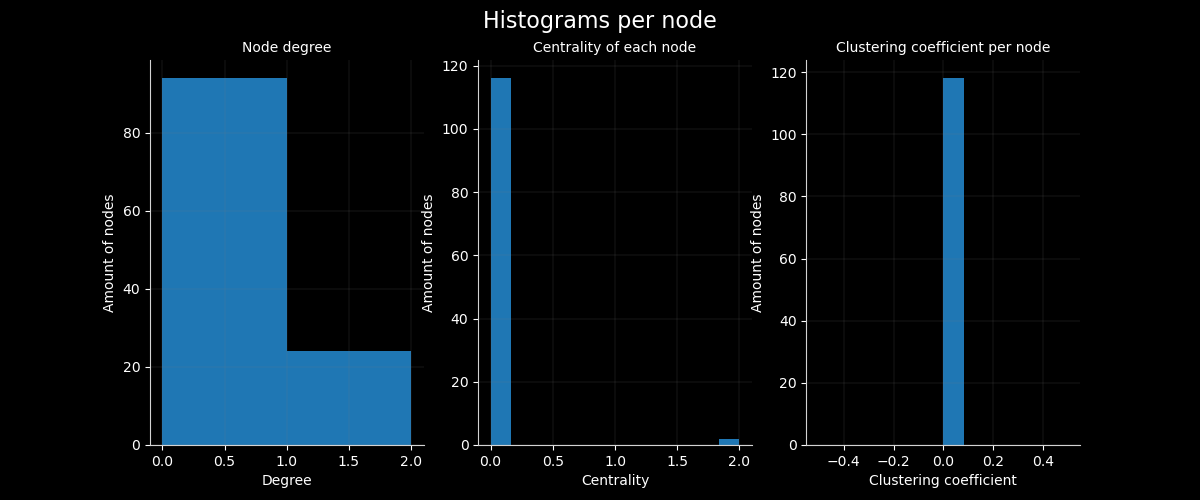 Histograms per node
Node degree
Amount of nodes
80
60
40
20
0
0.0 0.5 1.0 1.5 2.0
Degree
Centrality of each node
Amount of nodes
120
100
80
60
40
20
0
0.0 0.5 1.0 1.5 2.0
Centrality
Clustering coefficient per node
Amount of nodes
120
100
80
60
40
20
0
−0.4 −0.2 0.0 0.2 0.4
Clustering coefficient